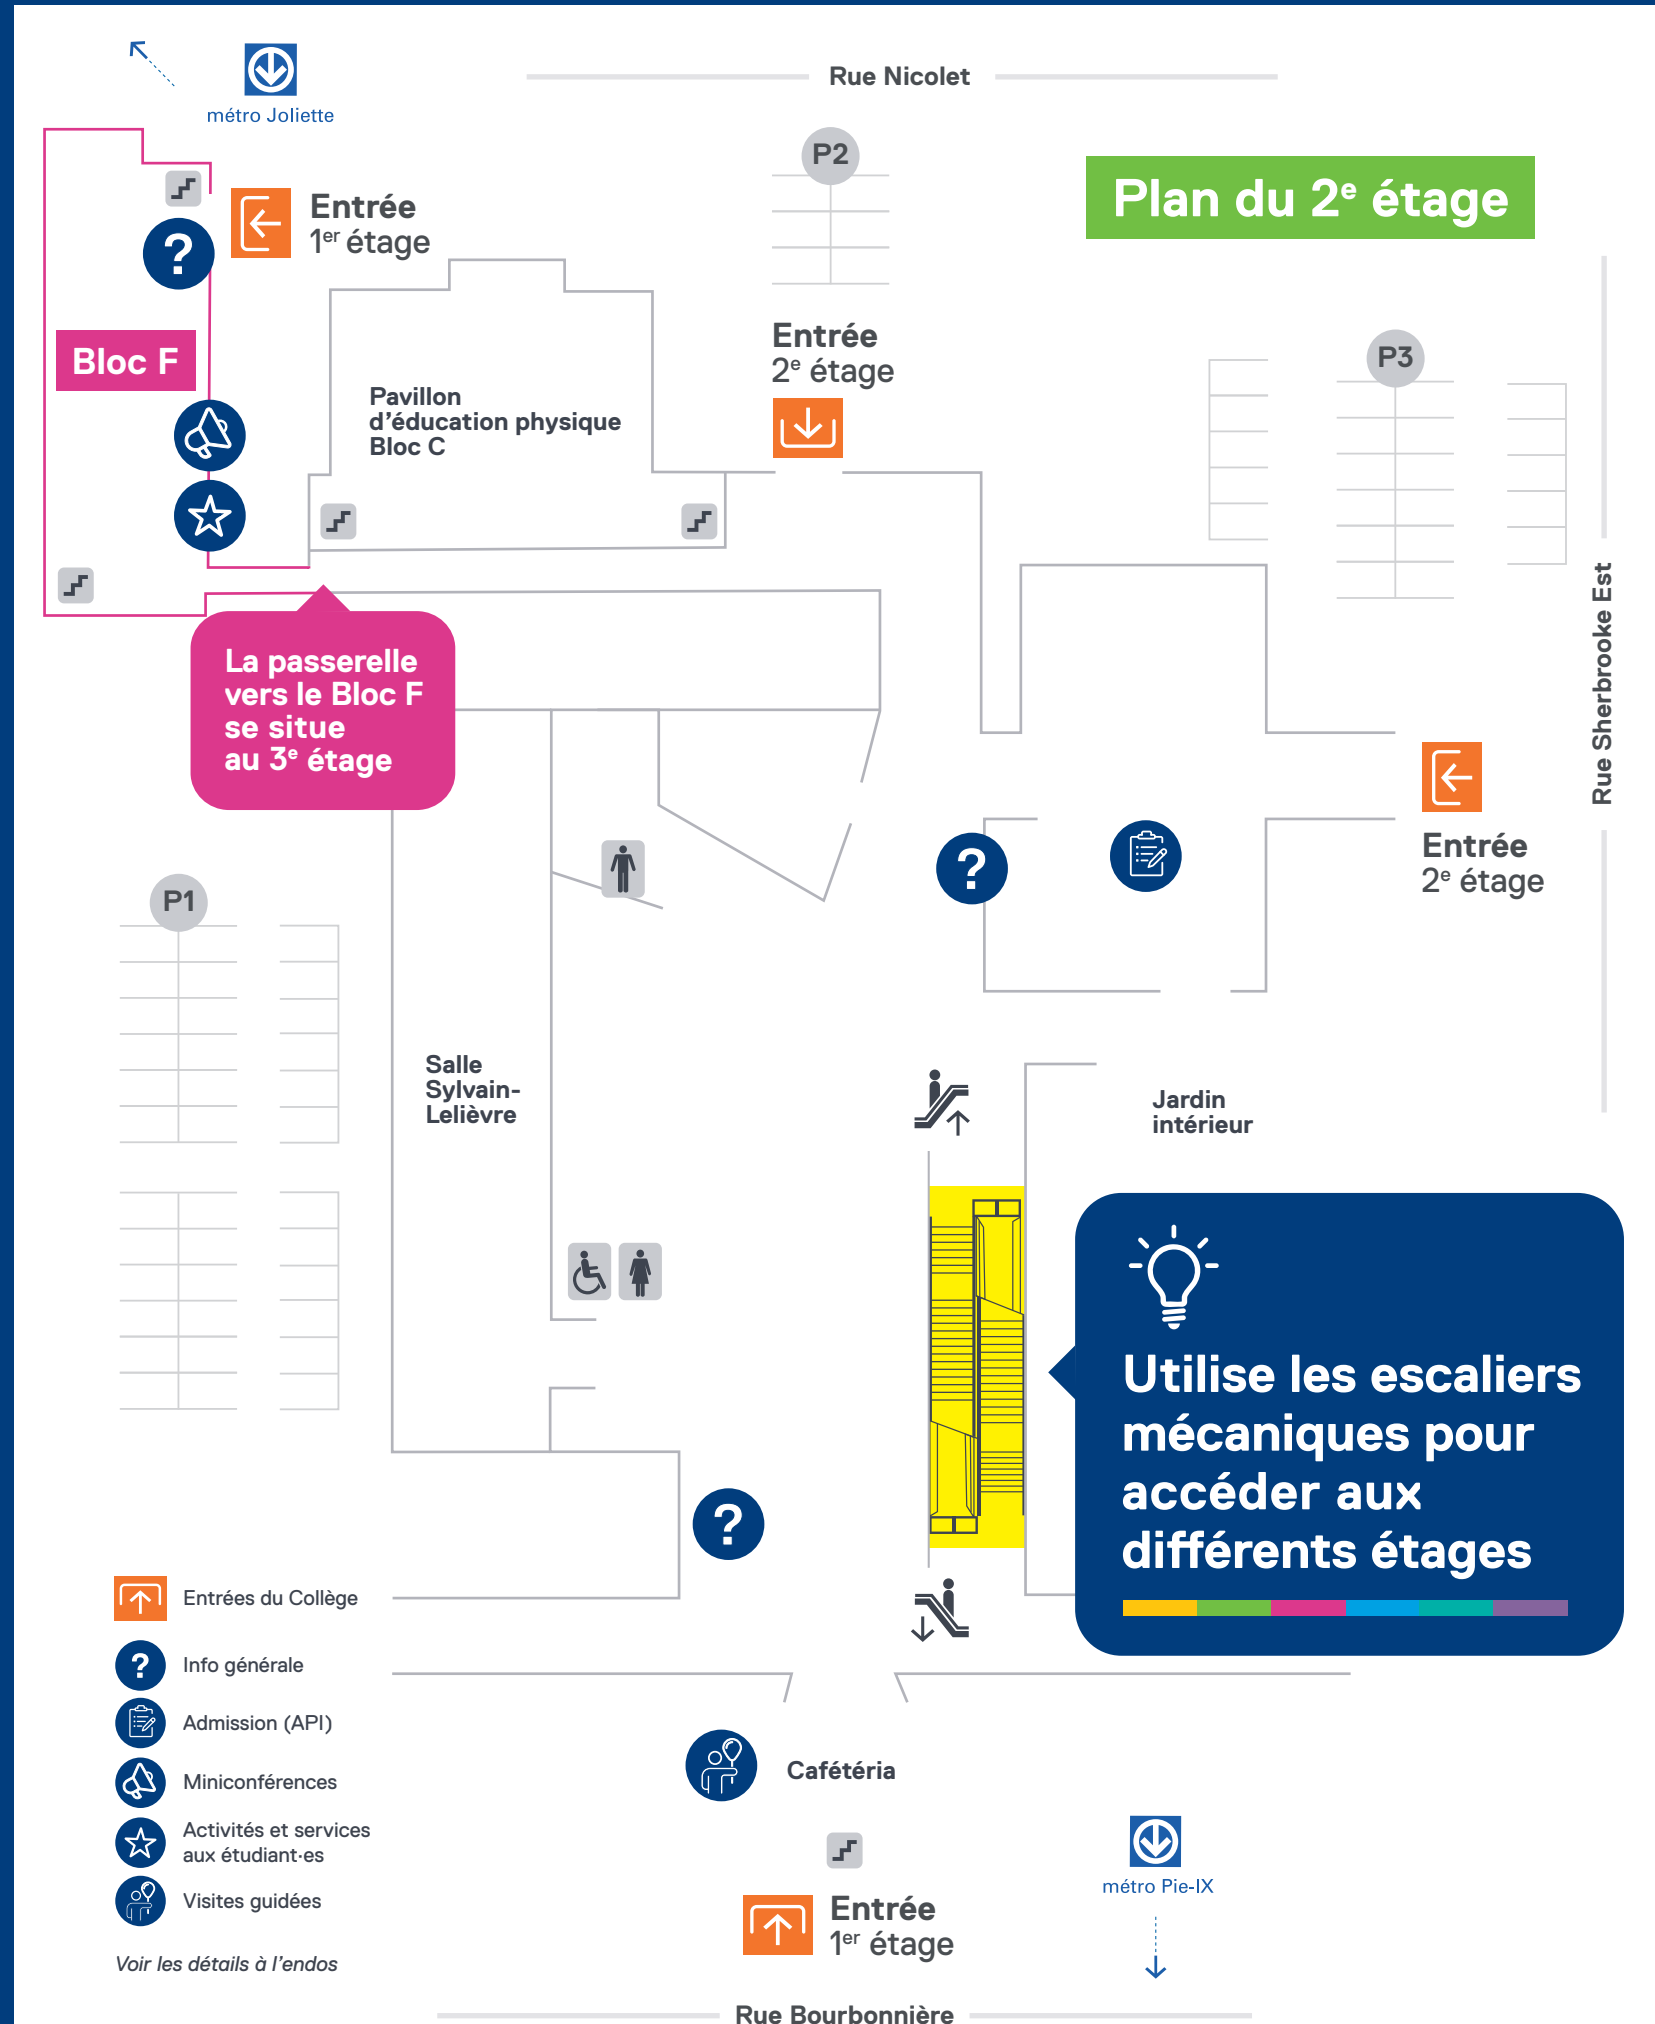 métro Joliette
Rue Nicolet
P2
Plan du 2e étage
Entrée
1er étage
?
Bloc F
Entrée
2e étage
P3
Pavillon
d'éducation physique
Bloc C
Rue Sherbrooke Est
La passerelle
vers le Bloc F
se situe
au 3e étage
?
Entrée
2e étage
P1
Salle
Sylvain-
Lelièvre
Jardin
intérieur
Utilise les escaliers
mécaniques pour
accéder aux
différents étages
?
Entrées du Collège
?
Info générale
Admission (API)
Miniconférences
Activités et services
aux étudiant·es
Visites guidées
Voir les détails à l'endos
Cafétéria
métro Pie-IX
Entrée
1er étage
Rue Bourbonnière